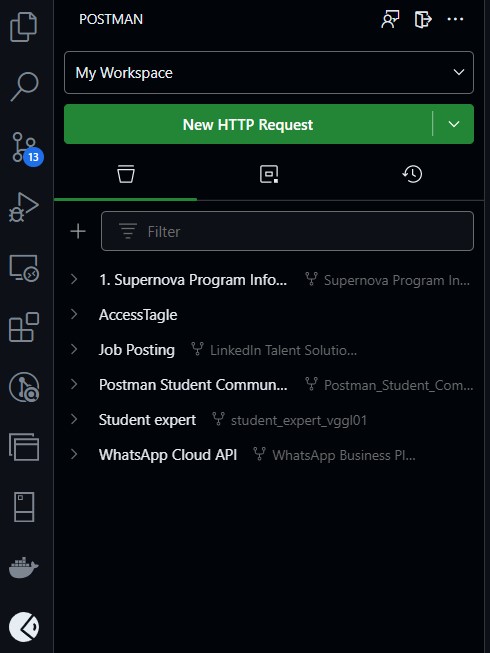 POSTMAN
My Workspace
New HTTP Request
13
Filter
1. Supernova Program Info... Supernova Program In...
AccessTagle
Job Posting LinkedIn Talent Solutio...
Postman Student Commun... Postman_Student_Com...
Student expert student_expert_vggl01
WhatsApp Cloud API WhatsApp Business Pl...